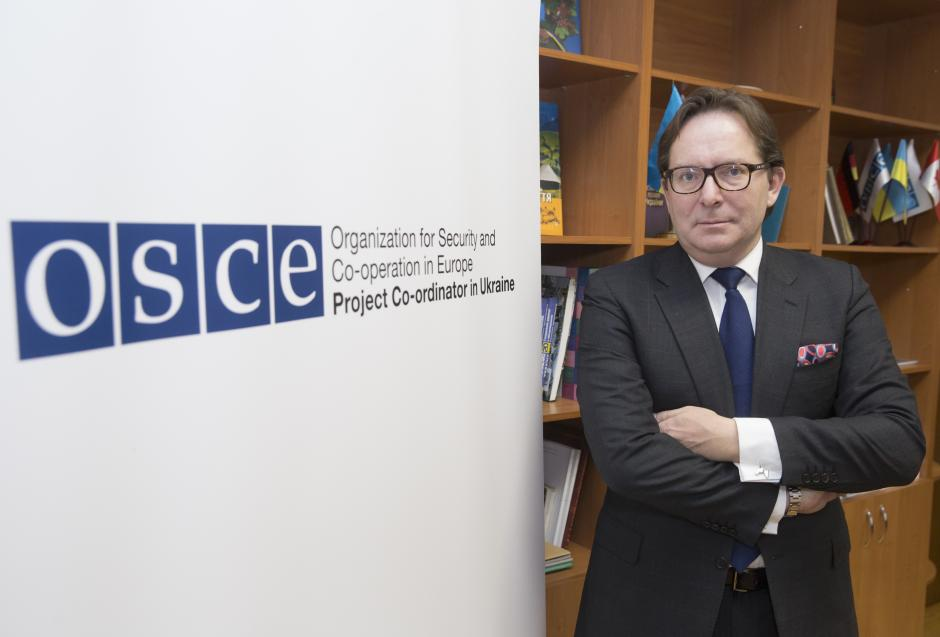 osce
Organization for Security and
Co-operation in Europe
Project Co-ordinator in Ukraine